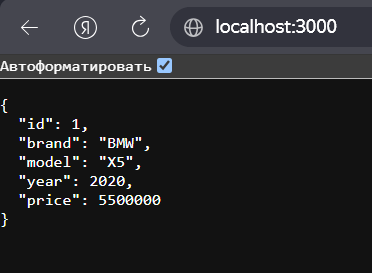 localhost:3000
Автоформатировать
{
  "id": 1,
  "brand": "BMW",
  "model": "X5",
  "year": 2020,
  "price": 5500000
}